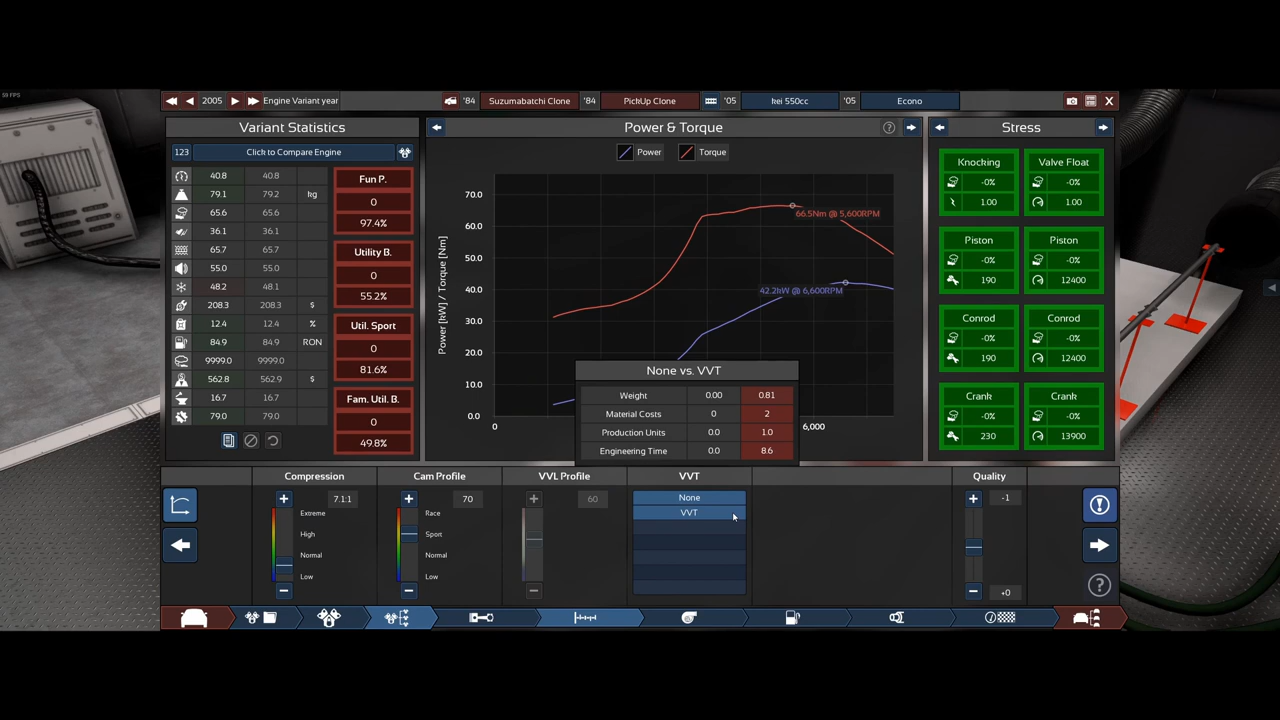 59 FPS
2005 Engine Variant year '84 Suzumabatchi Clone '84 PickUp Clone '05 kei 550cc '05 Econo X
Variant Statistics
123 Click to Compare Engine
40.8 40.8
79.1 79.2 kg
65.6 65.6
36.1 36.1
65.7 65.7
55.0 55.0
48.2 48.1
208.3 208.3 $
12.4 12.4 %
84.9 84.9 RON
9999.0 9999.0
562.8 562.9 $
16.7 16.7
79.0 79.0
Fun P.
0
97.4%
Utility B.
0
55.2%
Util. Sport
0
81.6%
Fam. Util. B.
0
49.8%
Power & Torque ?
Power Torque
Power [kW] / Torque [Nm]
70.0
60.0
50.0
40.0
30.0
20.0
10.0
0.0
0 6,000
66.5Nm @ 5,600RPM
42.2kW @ 6,600RPM
None vs. VVT
Weight 0.00 0.81
Material Costs 0 2
Production Units 0.0 1.0
Engineering Time 0.0 8.6
Stress
Knocking
-0%
1.00
Valve Float
-0%
1.00
Piston
-0%
190
Piston
-0%
12400
Conrod
-0%
190
Conrod
-0%
12400
Crank
-0%
230
Crank
-0%
13900
Compression
+ 7.1:1
Extreme
High
Normal
Low
−
Cam Profile
+ 70
Race
Sport
Normal
Low
−
VVL Profile
+ 60
−
VVT
None
VVT
Quality
+ -1
− +0
?